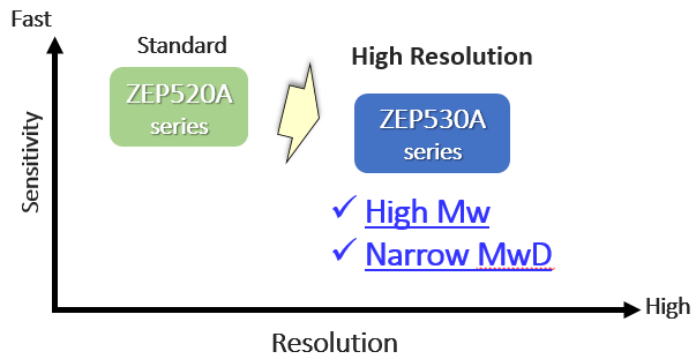 Fast
Standard
High Resolution
ZEP520A
series
ZEP530A
series
Sensitivity
✓ High Mw
✓ Narrow MwD
High
Resolution